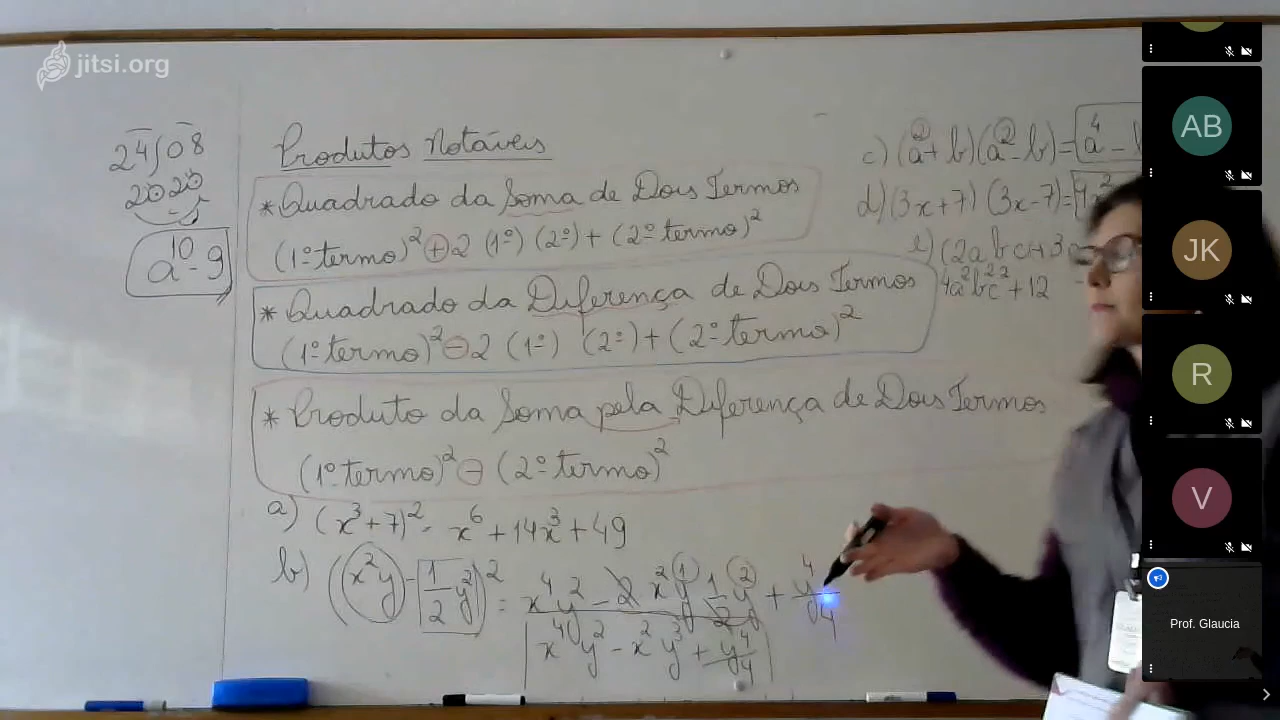 jitsi.org
24/08
2020
a¹⁰ - 9
Produtos Notáveis
* Quadrado da Soma de Dois Termos
(1º termo)² + 2 (1º) (2º) + (2º termo)²
* Quadrado da Diferença de Dois Termos
(1º termo)² - 2 (1º) (2º) + (2º termo)²
* Produto da Soma pela Diferença de Dois Termos
(1º termo)² - (2º termo)²
a) (x³ + 7)² = x⁶ + 14x³ + 49
b) (x²y - 1/2 y²)² = x⁴y² - 2 x²y 1/2 y² + y⁴/4
x⁴y² - x²y³ + y⁴/4
c) (a² + b)(a² - b) = a⁴ -
d) (3x + 7) (3x - 7) =
e) (2abc + 3
4a²b²c² + 12
AB
JK
R
V
Prof. Glaucia